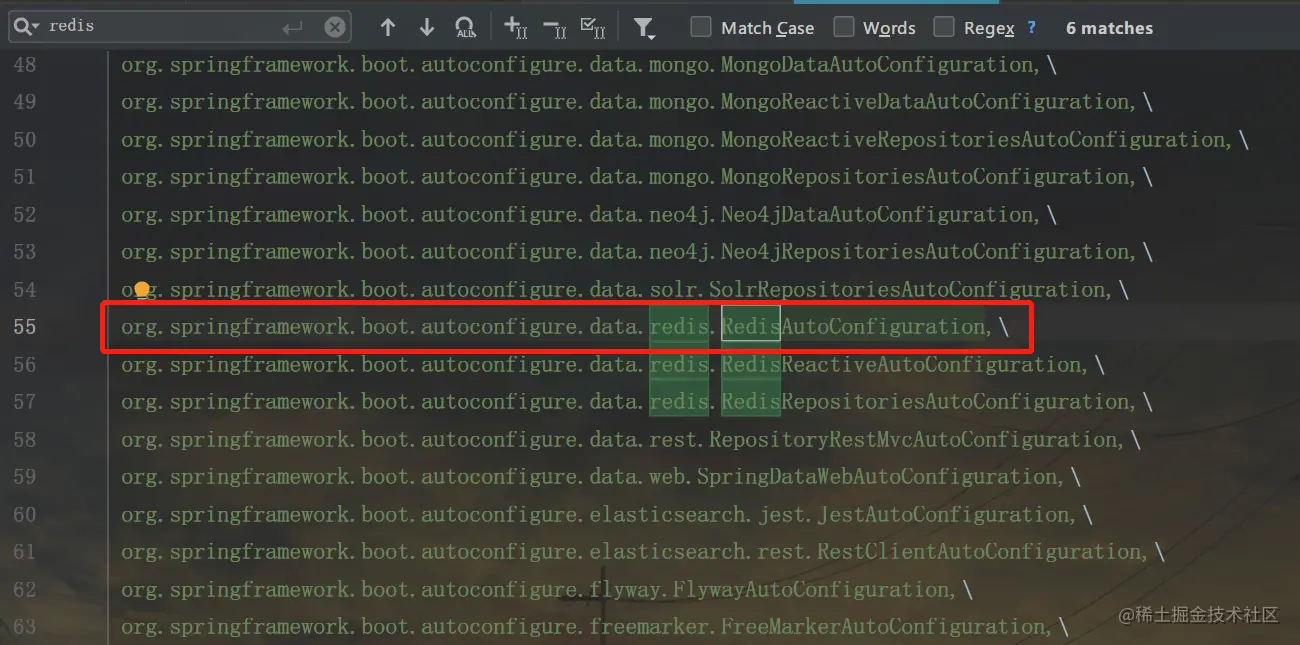 redis Match Case Words Regex ? 6 matches
48 org.springframework.boot.autoconfigure.data.mongo.MongoDataAutoConfiguration,\
49 org.springframework.boot.autoconfigure.data.mongo.MongoReactiveDataAutoConfiguration,\
50 org.springframework.boot.autoconfigure.data.mongo.MongoReactiveRepositoriesAutoConfiguration,\
51 org.springframework.boot.autoconfigure.data.mongo.MongoRepositoriesAutoConfiguration,\
52 org.springframework.boot.autoconfigure.data.neo4j.Neo4jDataAutoConfiguration,\
53 org.springframework.boot.autoconfigure.data.neo4j.Neo4jRepositoriesAutoConfiguration,\
54 org.springframework.boot.autoconfigure.data.solr.SolrRepositoriesAutoConfiguration,\
55 org.springframework.boot.autoconfigure.data.redis.RedisAutoConfiguration,\
56 org.springframework.boot.autoconfigure.data.redis.RedisReactiveAutoConfiguration,\
57 org.springframework.boot.autoconfigure.data.redis.RedisRepositoriesAutoConfiguration,\
58 org.springframework.boot.autoconfigure.data.rest.RepositoryRestMvcAutoConfiguration,\
59 org.springframework.boot.autoconfigure.data.web.SpringDataWebAutoConfiguration,\
60 org.springframework.boot.autoconfigure.elasticsearch.jest.JestAutoConfiguration,\
61 org.springframework.boot.autoconfigure.elasticsearch.rest.RestClientAutoConfiguration,\
62 org.springframework.boot.autoconfigure.flyway.FlywayAutoConfiguration,\
63 org.springframework.boot.autoconfigure.freemarker.FreeMarkerAutoConfiguration,\
@稀土掘金技术社区